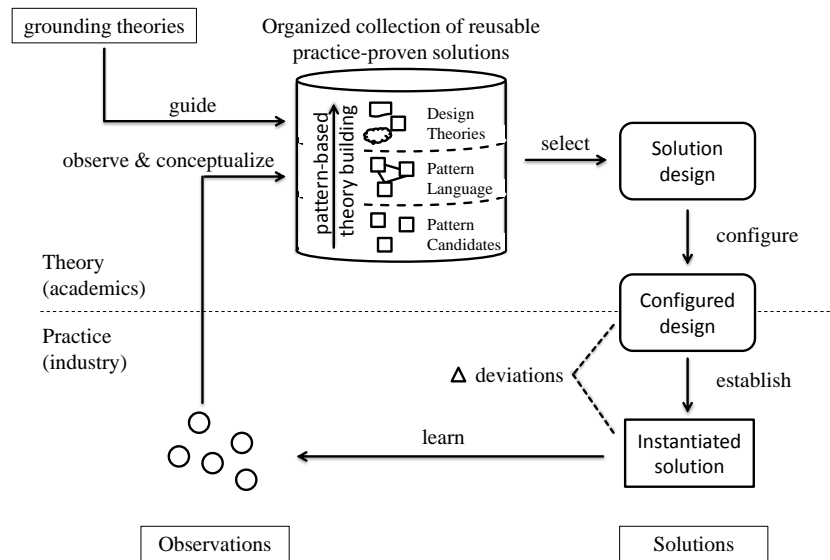 grounding theories
Organized collection of reusable
practice-proven solutions
guide
observe & conceptualize
pattern-based
theory building
Design
Theories
Pattern
Language
Pattern
Candidates
select
Solution
design
configure
Theory
(academics)
Configured
design
Practice
(industry)
Δ deviations
establish
learn
Instantiated
solution
Observations
Solutions